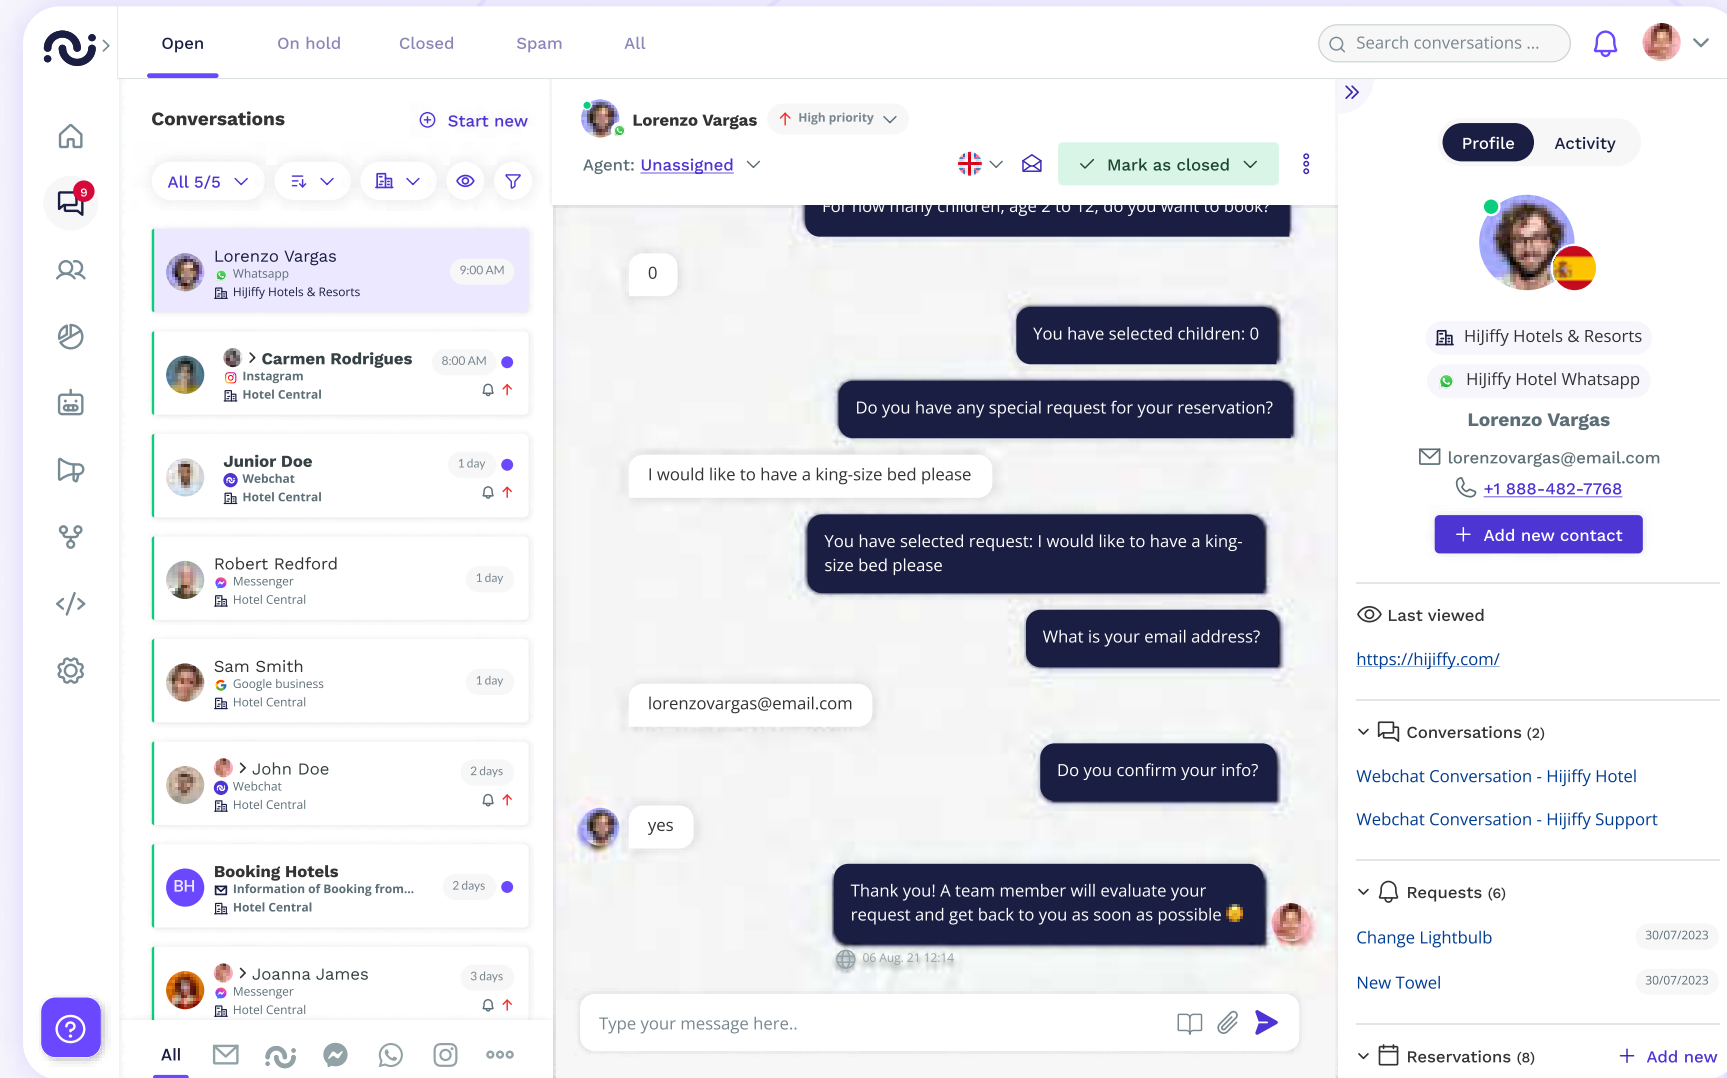 Open
On hold
Closed
Spam
All
Search conversations ...
9
Conversations
Start new
All 5/5
Lorenzo Vargas
Whatsapp
9:00 AM
HiJiffy Hotels & Resorts
Carmen Rodrigues
8:00 AM
Instagram
Hotel Central
Junior Doe
1 day
Webchat
Hotel Central
Robert Redford
Messenger
1 day
Hotel Central
Sam Smith
Google business
1 day
Hotel Central
John Doe
2 days
Webchat
Hotel Central
BH
Booking Hotels
Information of Booking from...
2 days
Hotel Central
Joanna James
3 days
Messenger
Hotel Central
All
Lorenzo Vargas
High priority
Agent: Unassigned
Mark as closed
For how many children, age 2 to 12, do you want to book?
0
You have selected children: 0
Do you have any special request for your reservation?
I would like to have a king-size bed please
You have selected request: I would like to have a king-
size bed please
What is your email address?
lorenzovargas@email.com
Do you confirm your info?
yes
Thank you! A team member will evaluate your
request and get back to you as soon as possible
06 Aug. 21 12:14
Type your message here..
Profile
Activity
HiJiffy Hotels & Resorts
HiJiffy Hotel Whatsapp
Lorenzo Vargas
lorenzovargas@email.com
+1 888-482-7768
+ Add new contact
Last viewed
https://hijiffy.com/
Conversations (2)
Webchat Conversation - Hijiffy Hotel
Webchat Conversation - Hijiffy Support
Requests (6)
Change Lightbulb
30/07/2023
New Towel
30/07/2023
Reservations (8)
+ Add new